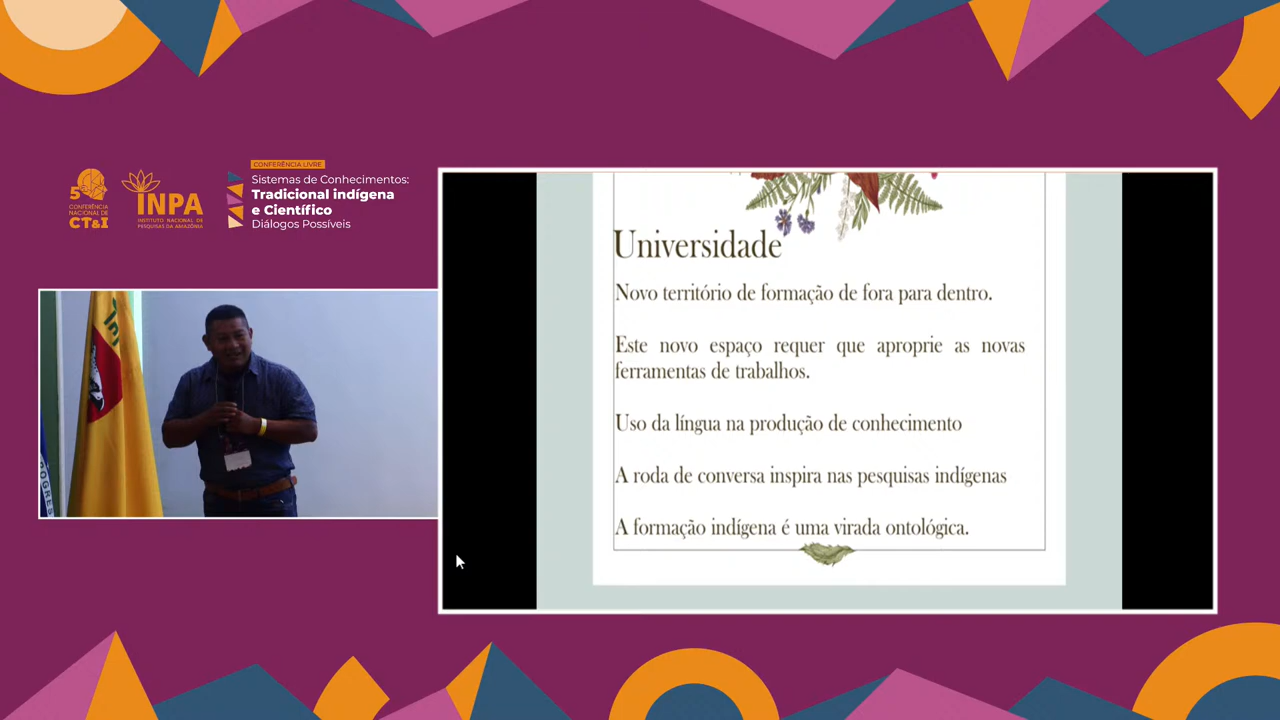 CONFERÊNCIA LIVRE
Sistemas de Conhecimentos:
Tradicional indígena
e Científico
Diálogos Possíveis
5
CONFERÊNCIA
NACIONAL DE
CT&I
INPA
INSTITUTO NACIONAL DE
PESQUISAS DA AMAZÔNIA
Universidade
Novo território de formação de fora para dentro.
Este novo espaço requer que aproprie as novas
ferramentas de trabalhos.
Uso da língua na produção de conhecimento
A roda de conversa inspira nas pesquisas indígenas
A formação indígena é uma virada ontológica.
OGRES